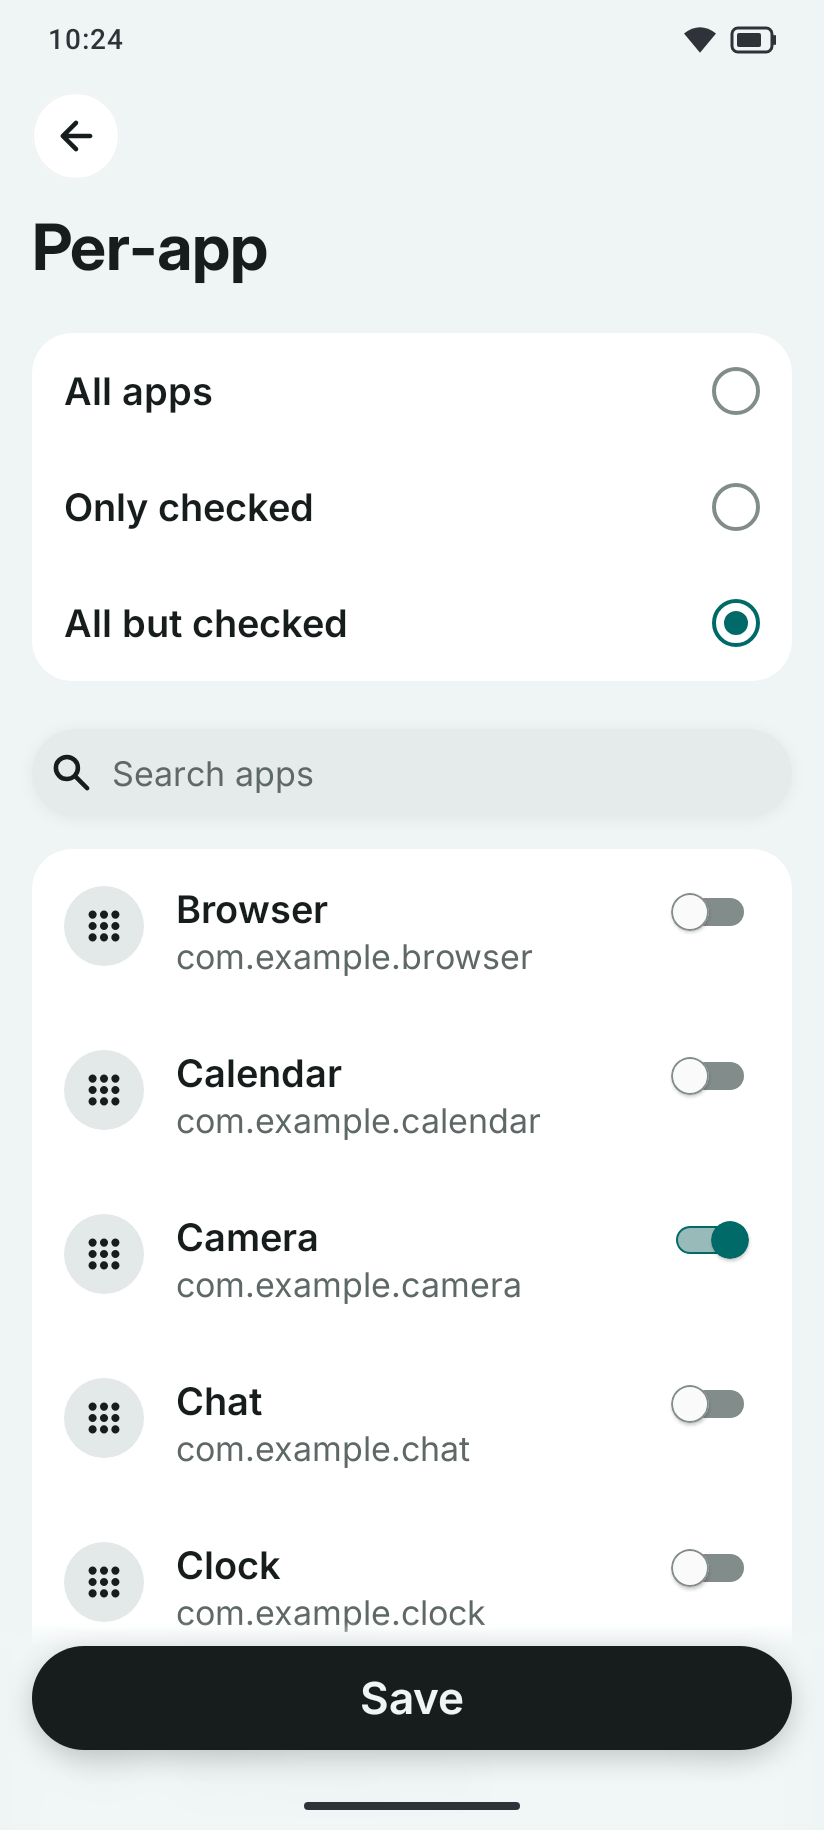 10:24
Per-app
All apps
Only checked
All but checked
Search apps
Browser
com.example.browser
Calendar
com.example.calendar
Camera
com.example.camera
Chat
com.example.chat
Clock
com.example.clock
Save